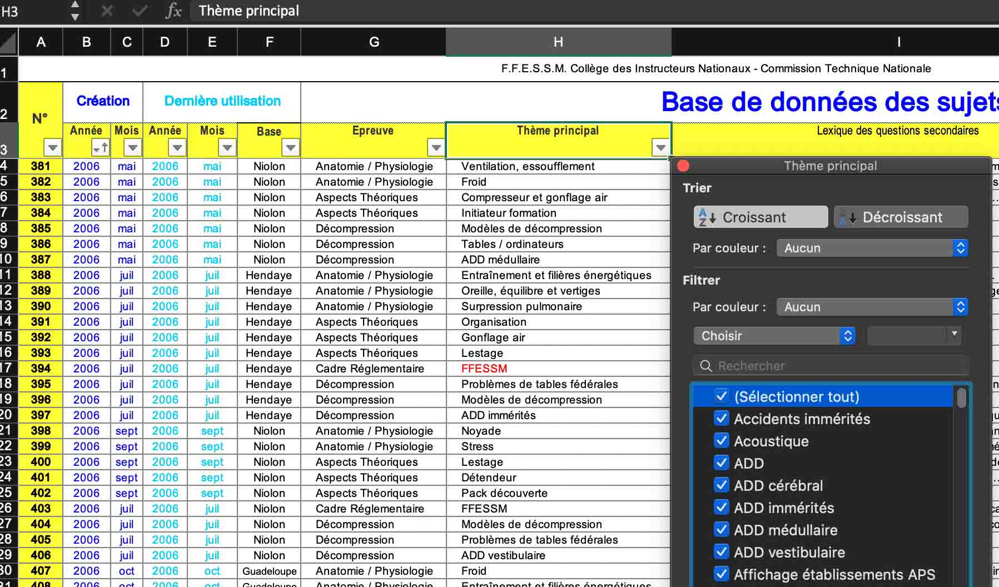 H3 fx Thème principal
A B C D E F G H I
1 F.F.E.S.S.M. Collège des Instructeurs Nationaux - Commission Technique Nationale
2 N° Création Dernière utilisation Base de données des sujets
3 Année Mois Année Mois Base Epreuve Thème principal Lexique des questions secondaires
4 381 2006 mai 2006 mai Niolon Anatomie / Physiologie Ventilation, essoufflement
5 382 2006 mai 2006 mai Niolon Anatomie / Physiologie Froid
6 383 2006 mai 2006 mai Niolon Aspects Théoriques Compresseur et gonflage air
7 384 2006 mai 2006 mai Niolon Aspects Théoriques Initiateur formation
8 385 2006 mai 2006 mai Niolon Décompression Modèles de décompression
9 386 2006 mai 2006 mai Niolon Décompression Tables / ordinateurs
10 387 2006 mai 2006 mai Niolon Décompression ADD médullaire
11 388 2006 juil 2006 juil Hendaye Anatomie / Physiologie Entraînement et filières énergétiques
12 389 2006 juil 2006 juil Hendaye Anatomie / Physiologie Oreille, équilibre et vertiges
13 390 2006 juil 2006 juil Hendaye Anatomie / Physiologie Surpression pulmonaire
14 391 2006 juil 2006 juil Hendaye Aspects Théoriques Organisation
15 392 2006 juil 2006 juil Hendaye Aspects Théoriques Gonflage air
16 393 2006 juil 2006 juil Hendaye Aspects Théoriques Lestage
17 394 2006 juil 2006 juil Hendaye Cadre Réglementaire FFESSM
18 395 2006 juil 2006 juil Hendaye Décompression Problèmes de tables fédérales
19 396 2006 juil 2006 juil Hendaye Décompression Modèles de décompression
20 397 2006 juil 2006 juil Hendaye Décompression ADD immérités
21 398 2006 sept 2006 sept Niolon Anatomie / Physiologie Noyade
22 399 2006 sept 2006 sept Niolon Anatomie / Physiologie Stress
23 400 2006 sept 2006 sept Niolon Aspects Théoriques Lestage
24 401 2006 sept 2006 sept Niolon Aspects Théoriques Détendeur
25 402 2006 sept 2006 sept Niolon Aspects Théoriques Pack découverte
26 403 2006 juil 2006 juil Niolon Cadre Réglementaire FFESSM
27 404 2006 juil 2006 juil Niolon Décompression Modèles de décompression
28 405 2006 juil 2006 juil Niolon Décompression Problèmes de tables fédérales
29 406 2006 juil 2006 juil Niolon Décompression ADD vestibulaire
30 407 2006 oct 2006 oct Guadeloupe Anatomie / Physiologie Froid
31 408 2006 oct 2006 oct Guadeloupe Anatomie / Physiologie Entraînement et filières énergétiques
Thème principal
Trier
Croissant Décroissant
Par couleur : Aucun
Filtrer
Par couleur : Aucun
Choisir
Rechercher
(Sélectionner tout)
Accidents immérités
Acoustique
ADD
ADD cérébral
ADD immérités
ADD médullaire
ADD vestibulaire
Affichage établissements APS